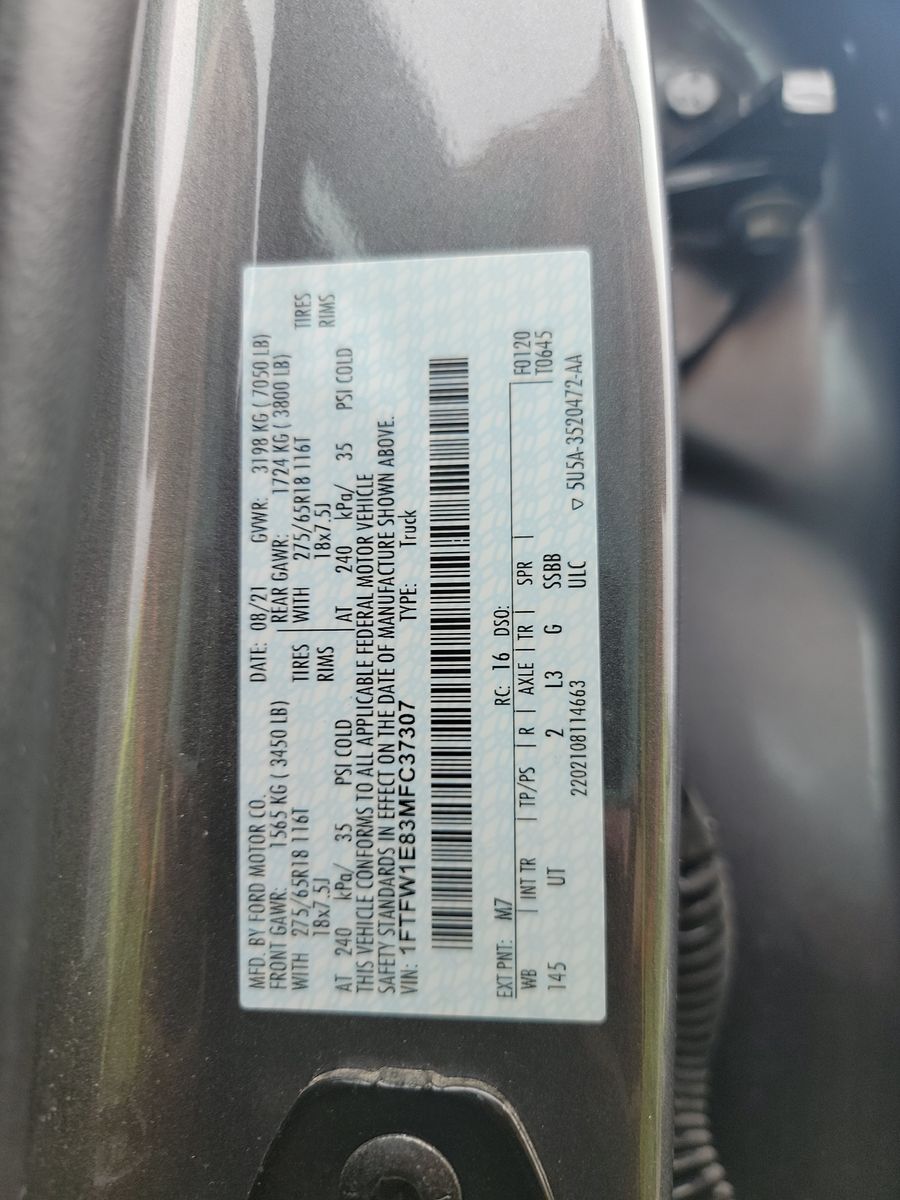 MFD. BY FORD MOTOR CO.
DATE: 08/21 GVWR: 3198 KG ( 7050 LB)
FRONT GAWR: 1565 KG ( 3450 LB)
REAR GAWR: 1724 KG ( 3800 LB)
WITH 275/65R18 116T TIRES
WITH 275/65R18 116T TIRES
18x7.5J RIMS
18x7.5J RIMS
AT 240 kPa/ 35 PSI COLD
AT 240 kPa/ 35 PSI COLD
THIS VEHICLE CONFORMS TO ALL APPLICABLE FEDERAL MOTOR VEHICLE
SAFETY STANDARDS IN EFFECT ON THE DATE OF MANUFACTURE SHOWN ABOVE.
VIN: 1FTFW1E83MFC37307 TYPE: Truck
EXT PNT: M7 RC: 16 DSO:
WB INT TR TP/PS R AXLE TR SPR F0120
145 UT 2 L3 G SSBB T0645
2202108114663 ULC ▽ 5U5A-3520472-AA